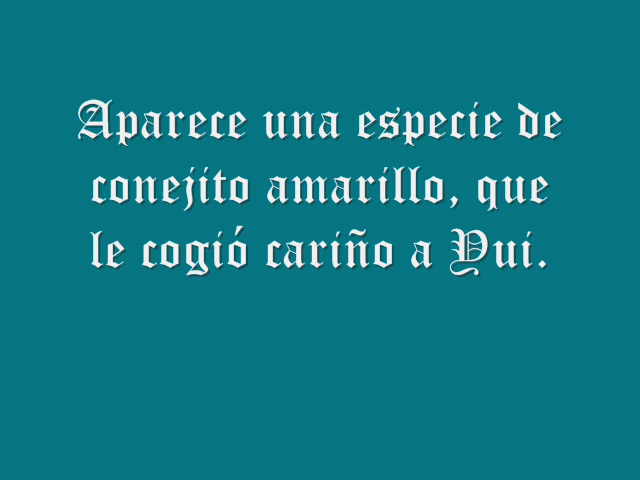 Aparece una especie de
conejito amarillo, que
le cogió cariño a Yui.